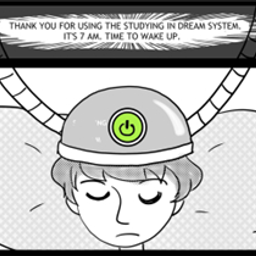 THANK YOU FOR USING THE STUDYING IN DREAM SYSTEM.
IT'S 7 AM. TIME TO WAKE UP.